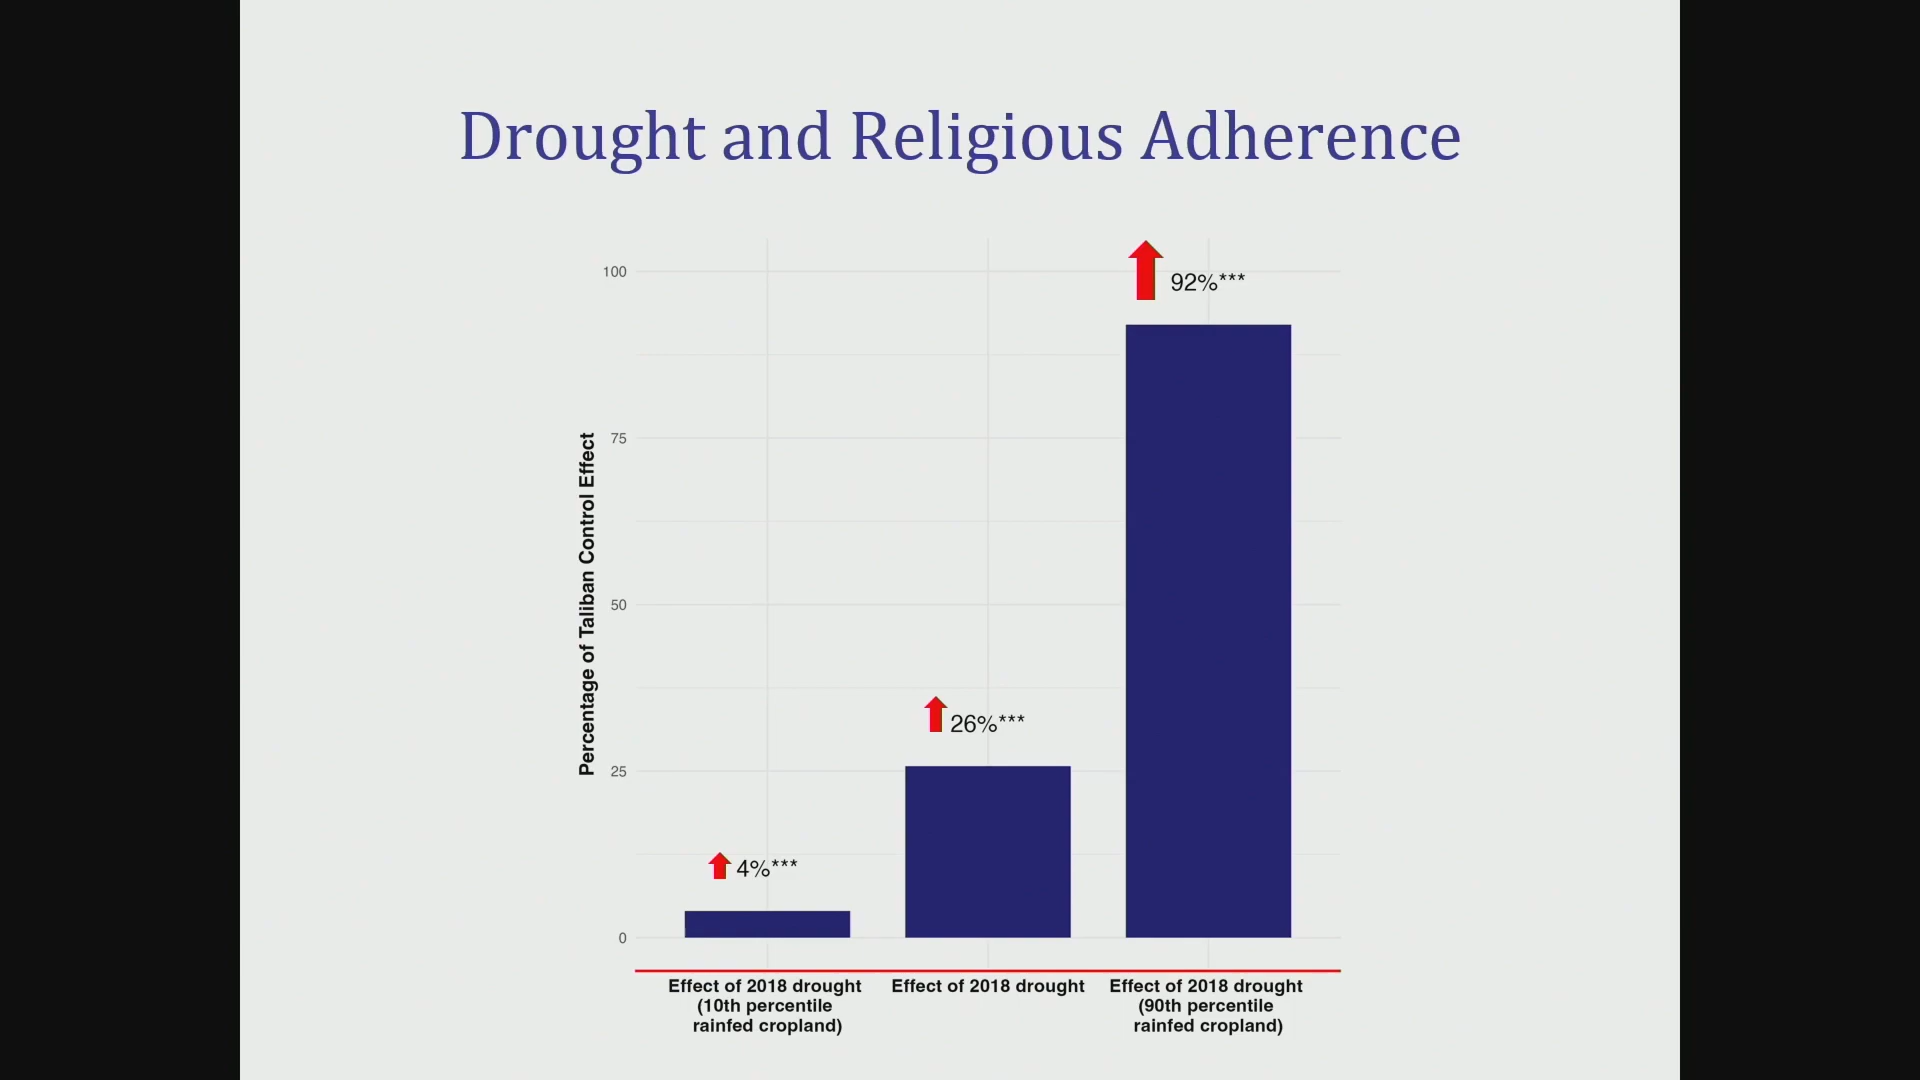 Drought and Religious Adherence
100
92%***
75
Percentage of Taliban Control Effect
50
26%***
25
4%***
0
Effect of 2018 drought
(10th percentile
rainfed cropland)
Effect of 2018 drought
Effect of 2018 drought
(90th percentile
rainfed cropland)